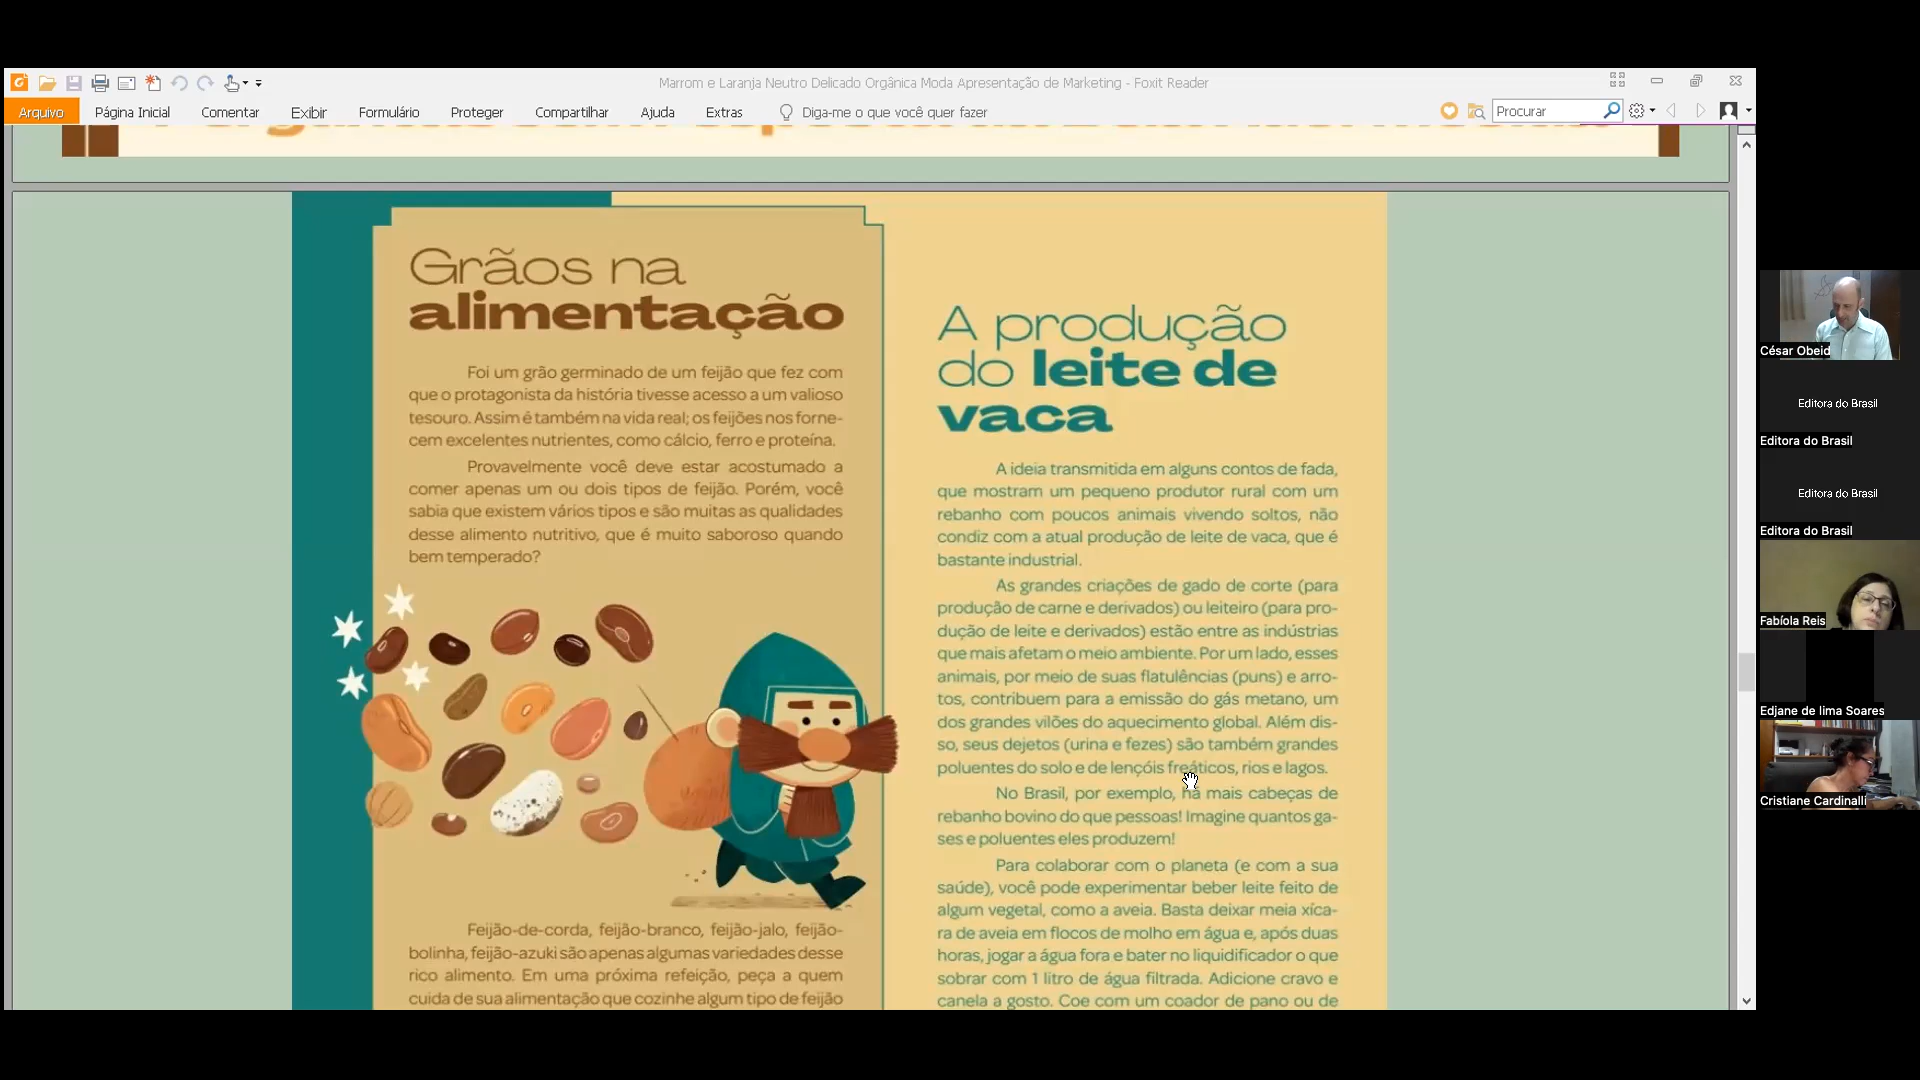 Marrom e Laranja Neutro Delicado Orgânica Moda Apresentação de Marketing - Foxit Reader
Arquivo Página Inicial Comentar Exibir Formulário Proteger Compartilhar Ajuda Extras Diga-me o que você quer fazer Procurar
Grãos na
alimentação
Foi um grão germinado de um feijão que fez com
que o protagonista da história tivesse acesso a um valioso
tesouro. Assim é também na vida real; os feijões nos forne-
cem excelentes nutrientes, como cálcio, ferro e proteína.
Provavelmente você deve estar acostumado a
comer apenas um ou dois tipos de feijão. Porém, você
sabia que existem vários tipos e são muitas as qualidades
desse alimento nutritivo, que é muito saboroso quando
bem temperado?
Feijão-de-corda, feijão-branco, feijão-jalo, feijão-
bolinha, feijão-azuki são apenas algumas variedades desse
rico alimento. Em uma próxima refeição, peça a quem
cuida de sua alimentação que cozinhe algum tipo de feijão
A produção
do leite de
vaca
A ideia transmitida em alguns contos de fada,
que mostram um pequeno produtor rural com um
rebanho com poucos animais vivendo soltos, não
condiz com a atual produção de leite de vaca, que é
bastante industrial.
As grandes criações de gado de corte (para
produção de carne e derivados) ou leiteiro (para pro-
dução de leite e derivados) estão entre as indústrias
que mais afetam o meio ambiente. Por um lado, esses
animais, por meio de suas flatulências (puns) e arro-
tos, contribuem para a emissão do gás metano, um
dos grandes vilões do aquecimento global. Além dis-
so, seus dejetos (urina e fezes) são também grandes
poluentes do solo e de lençóis freáticos, rios e lagos.
No Brasil, por exemplo, há mais cabeças de
rebanho bovino do que pessoas! Imagine quantos ga-
ses e poluentes eles produzem!
Para colaborar com o planeta (e com a sua
saúde), você pode experimentar beber leite feito de
algum vegetal, como a aveia. Basta deixar meia xíca-
ra de aveia em flocos de molho em água e, após duas
horas, jogar a água fora e bater no liquidificador o que
sobrar com 1 litro de água filtrada. Adicione cravo e
canela a gosto. Coe com um coador de pano ou de
César Obeid
Editora do Brasil
Editora do Brasil
Editora do Brasil
Editora do Brasil
Fabíola Reis
Edjane de lima Soares
Cristiane Cardinalli